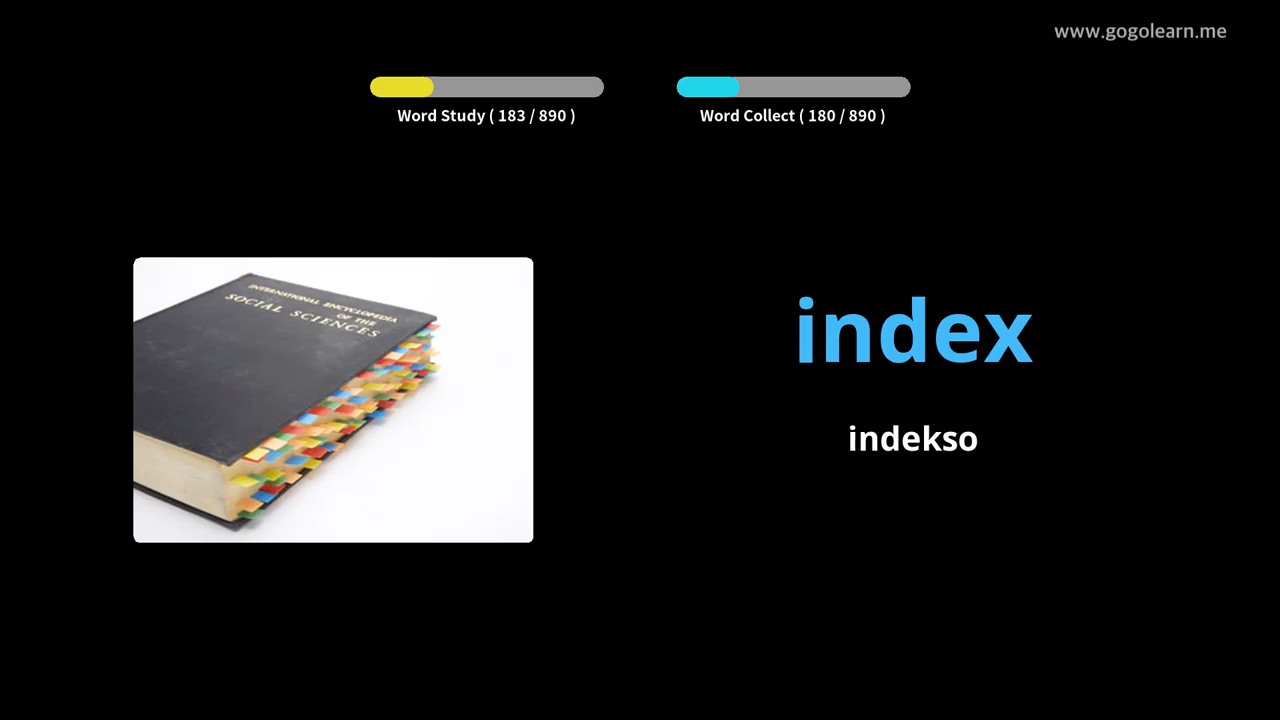 www.gogolearn.me
Word Study ( 183 / 890 )
Word Collect ( 180 / 890 )
INTERNATIONAL ENCYCLOPEDIA
OF THE
SOCIAL SCIENCES
index
indekso